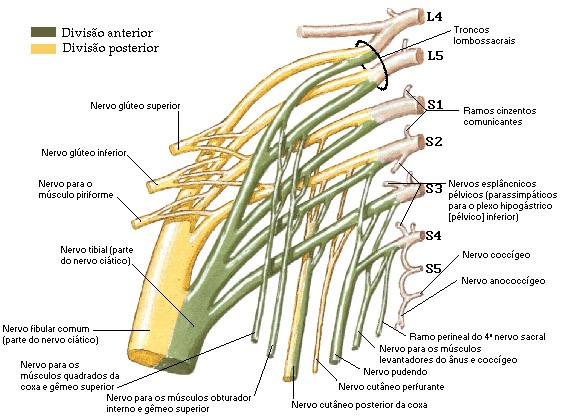 Divisão anterior
Divisão posterior
L4
Troncos
lombossacrais
L5
Nervo glúteo superior
S1
Ramos cinzentos
comunicantes
S2
Nervo glúteo inferior
Nervo para o
músculo piriforme
S3
Nervos esplâncnicos
pélvicos (parassimpáticos
para o plexo hipogástrico
[pélvico] inferior)
S4
Nervo tibial (parte
do nervo ciático)
Nervo coccígeo
S5
Nervo anococcígeo
Nervo fibular comum
(parte do nervo ciático)
Ramo perineal do 4º nervo sacral
Nervo para os músculos
levantadores do ânus e coccígeo
Nervo para os
músculos quadrados da
coxa e gêmeo superior
Nervo pudendo
Nervo cutâneo perfurante
Nervo para os músculos obturador
interno e gêmeo superior
Nervo cutâneo posterior da coxa